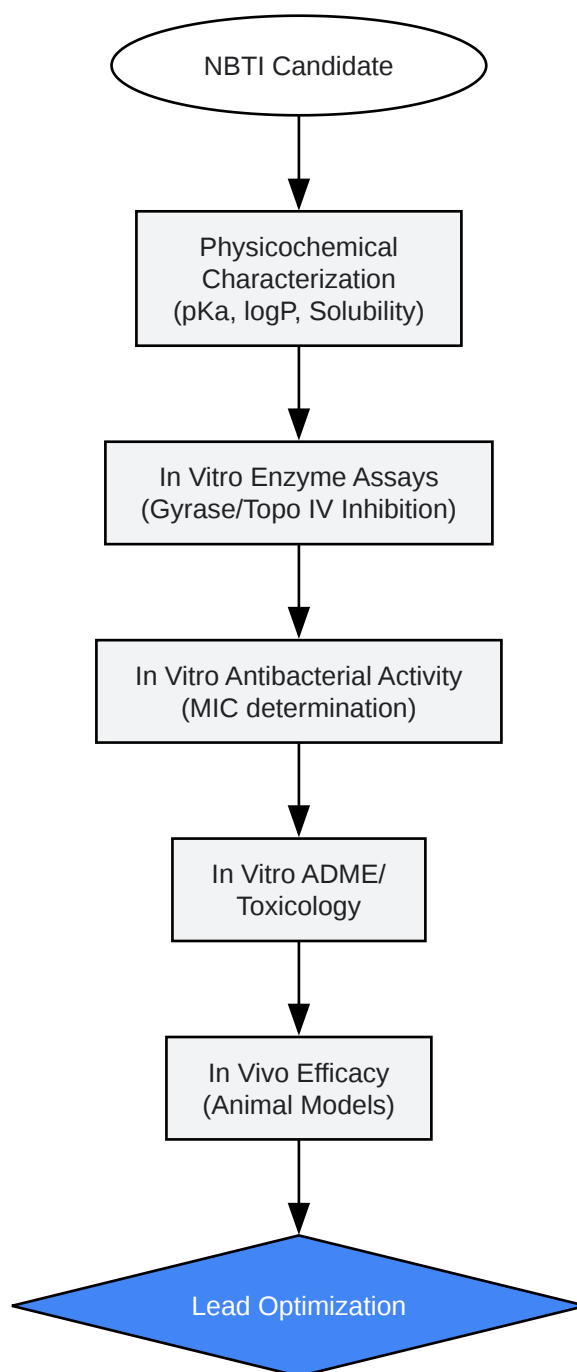 NBTI Candidate
Physicochemical
Characterization
(pKa, logP, Solubility)
In Vitro Enzyme Assays
(Gyrase/Topo IV Inhibition)
In Vitro Antibacterial Activity
(MIC determination)
In Vitro ADME/
Toxicology
In Vivo Efficacy
(Animal Models)
Lead Optimization